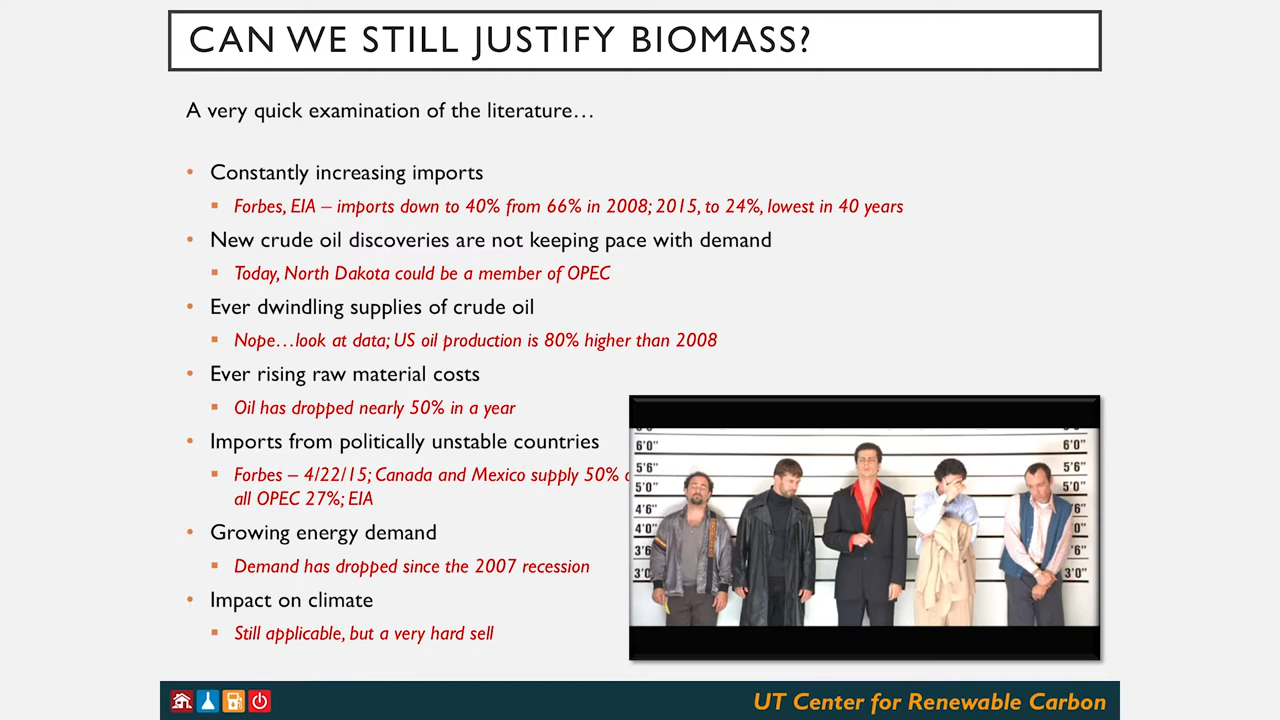 CAN WE STILL JUSTIFY BIOMASS?
A very quick examination of the literature…
• Constantly increasing imports
▪ Forbes, EIA – imports down to 40% from 66% in 2008; 2015, to 24%, lowest in 40 years
• New crude oil discoveries are not keeping pace with demand
▪ Today, North Dakota could be a member of OPEC
• Ever dwindling supplies of crude oil
▪ Nope…look at data; US oil production is 80% higher than 2008
• Ever rising raw material costs
▪ Oil has dropped nearly 50% in a year
• Imports from politically unstable countries
▪ Forbes – 4/22/15; Canada and Mexico supply 50%
all OPEC 27%; EIA
• Growing energy demand
▪ Demand has dropped since the 2007 recession
• Impact on climate
▪ Still applicable, but a very hard sell
6'0" 6'0"
5'6" 5'6"
5'0" 5'0"
4'6"
4'0"
3'0"
UT Center for Renewable Carbon